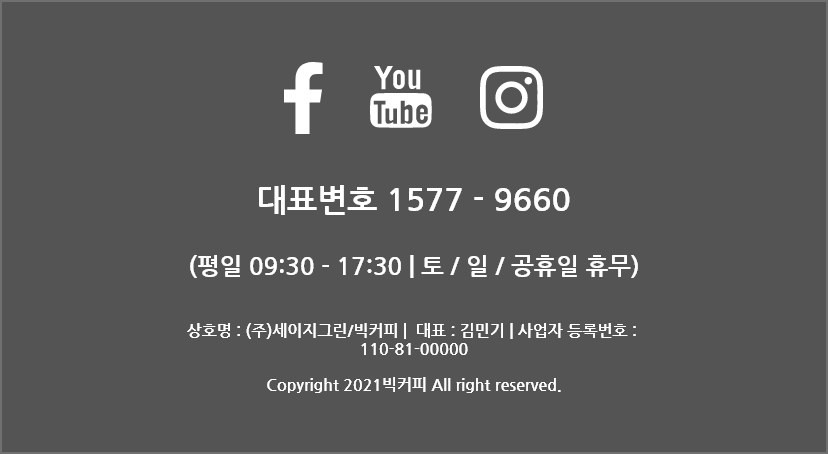 You
Tube
대표변호 1577 - 9660
(평일 09:30 - 17:30 | 토 / 일 / 공휴일 휴무)
상호명 : (주)세이지그린/빅커피 | 대표 : 김민기 | 사업자 등록번호 :
110-81-00000
Copyright 2021빅커피 All right reserved.